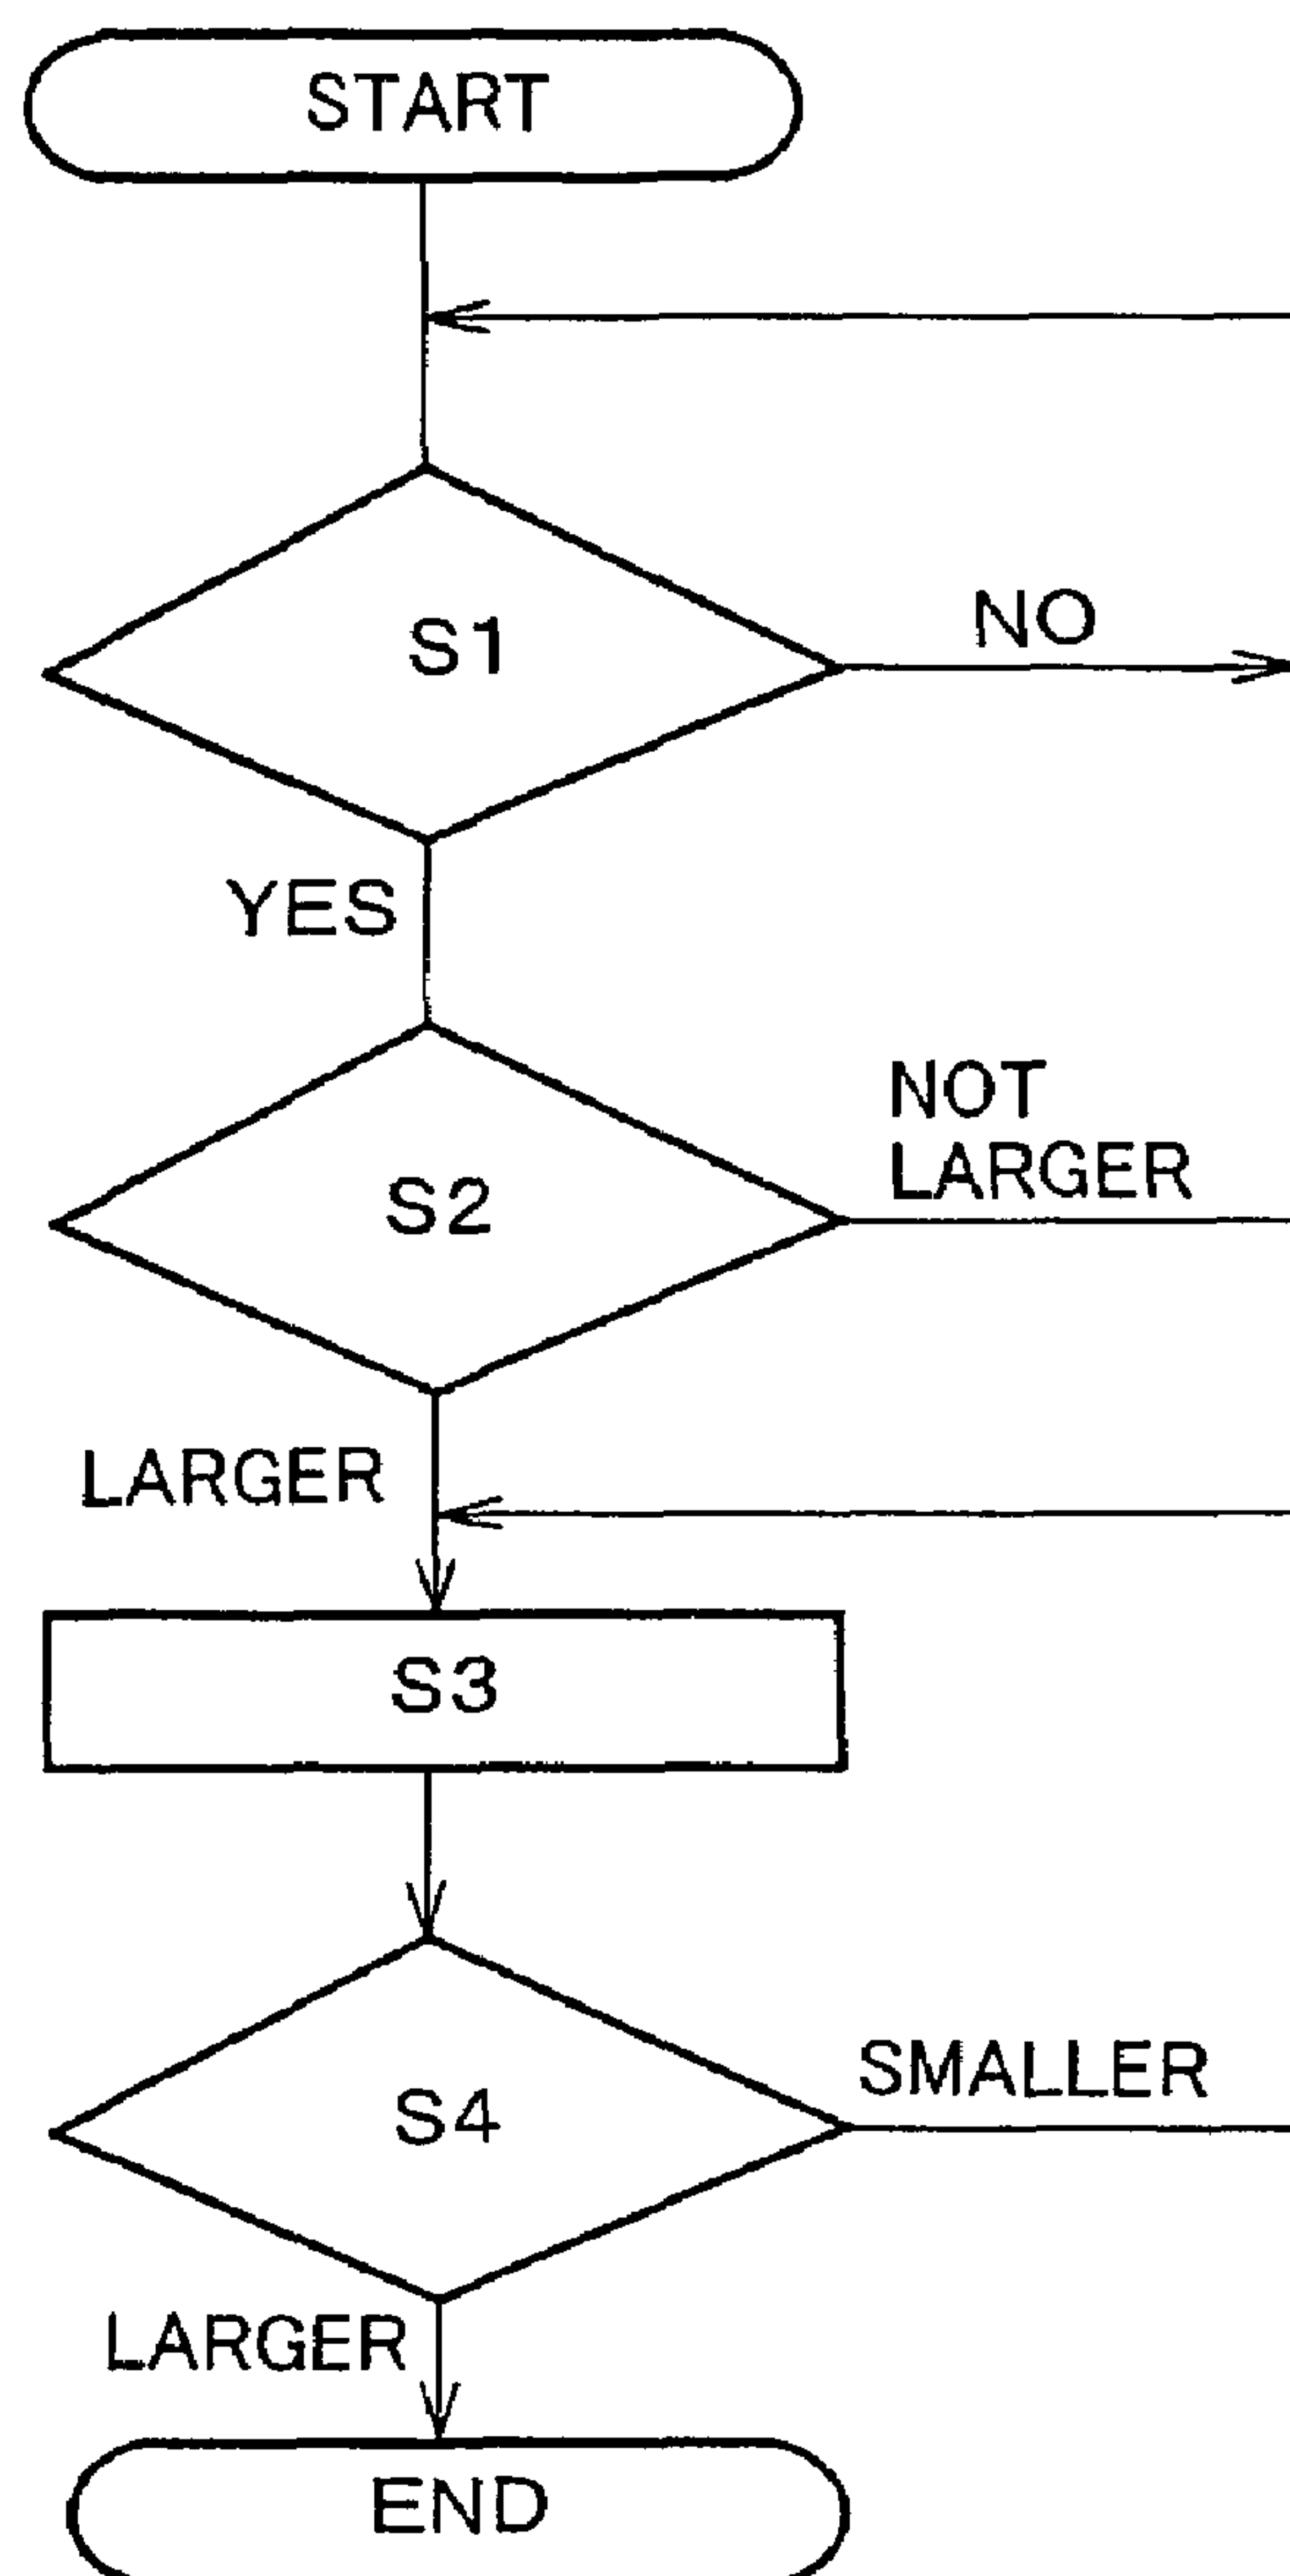 START
S1
NO
YES
S2
NOT
LARGER
LARGER
S3
S4
SMALLER
LARGER
END